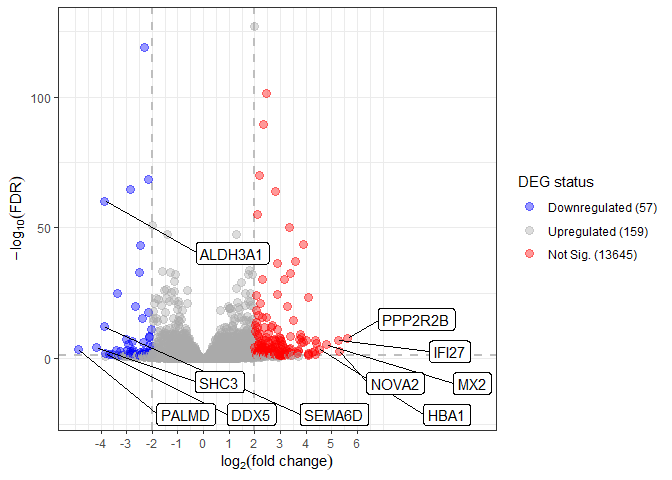 100
50
0
−log10(FDR)
ALDH3A1
PPP2R2B
IFI27
SHC3
NOVA2
MX2
PALMD
DDX5
SEMA6D
HBA1
-4 -3 -2 -1 0 1 2 3 4 5 6
log2(fold change)
DEG status
Downregulated (57)
Upregulated (159)
Not Sig. (13645)